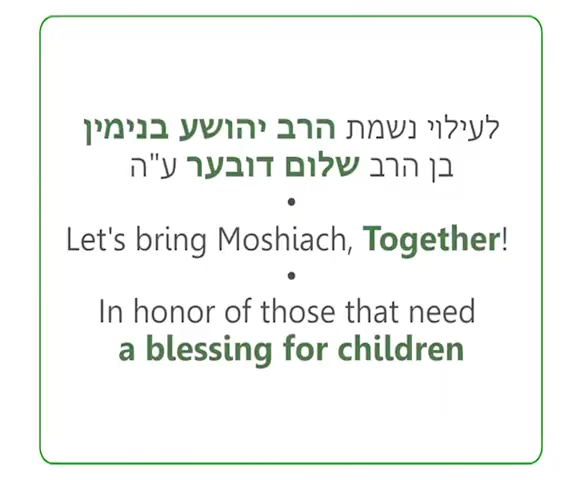 לעילוי נשמת הרב יהושע בנימין
בן הרב שלום דובער ע"ה
•
Let's bring Moshiach, Together!
•
In honor of those that need
a blessing for children